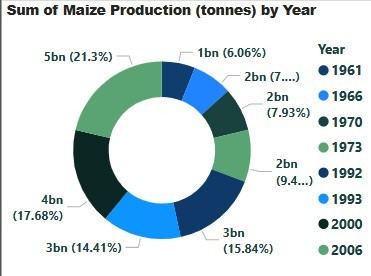 Sum of Maize Production (tonnes) by Year
5bn (21.3%)
1bn (6.06%)
2bn (7....)
2bn
(7.93%)
2bn
(9.4...)
3bn
(15.84%)
3bn (14.41%)
4bn
(17.68%)
Year
1961
1966
1970
1973
1992
1993
2000
2006